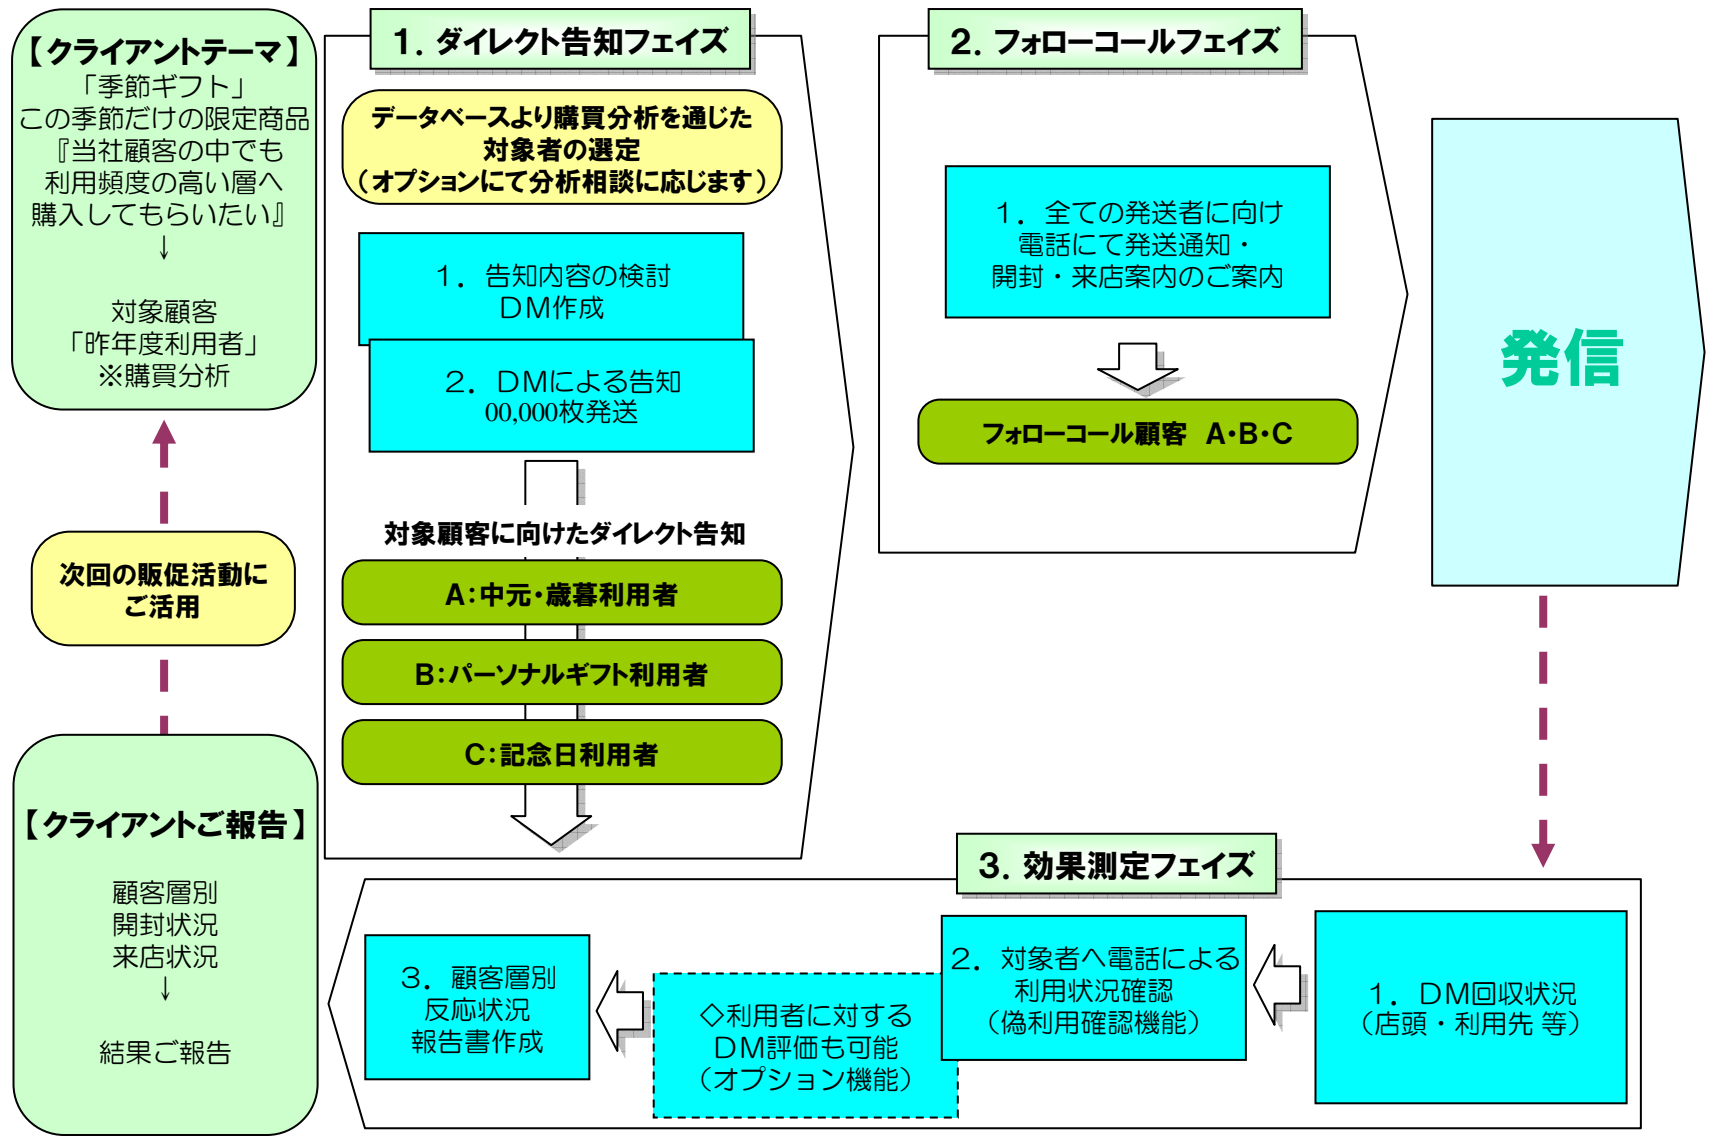 【クライアントテーマ】
「季節ギフト」
この季節だけの限定商品
『当社顧客の中でも
利用頻度の高い層へ
購入してもらいたい』
↓
対象顧客
「昨年度利用者」
※購買分析
1. ダイレクト告知フェイズ
データベースより購買分析を通じた
対象者の選定
（オプションにて分析相談に応じます）
1．告知内容の検討
DM作成
2．DMによる告知
00,000枚発送
対象顧客に向けたダイレクト告知
A：中元・歳暮利用者
B：パーソナルギフト利用者
C：記念日利用者
2. フォローコールフェイズ
1．全ての発送者に向け
電話にて発送通知・
開封・来店案内のご案内
フォローコール顧客 A・B・C
発信
3. 効果測定フェイズ
1．DM回収状況
（店頭・利用先 等）
2．対象者へ電話による
利用状況確認
（偽利用確認機能）
◇利用者に対する
DM評価も可能
（オプション機能）
3．顧客層別
反応状況
報告書作成
【クライアントご報告】
顧客層別
開封状況
来店状況
↓
結果ご報告
次回の販促活動に
ご活用